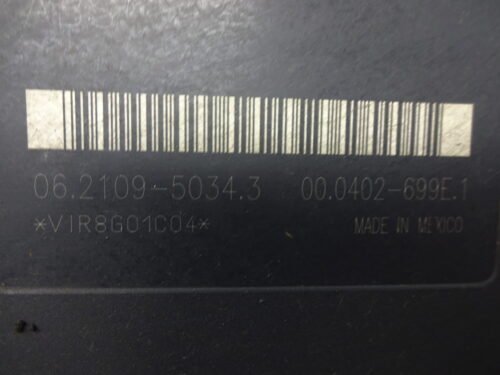 06.2109-5034.3 00.0402-699E.1
*VIR8G01C04* MADE IN MEXICO